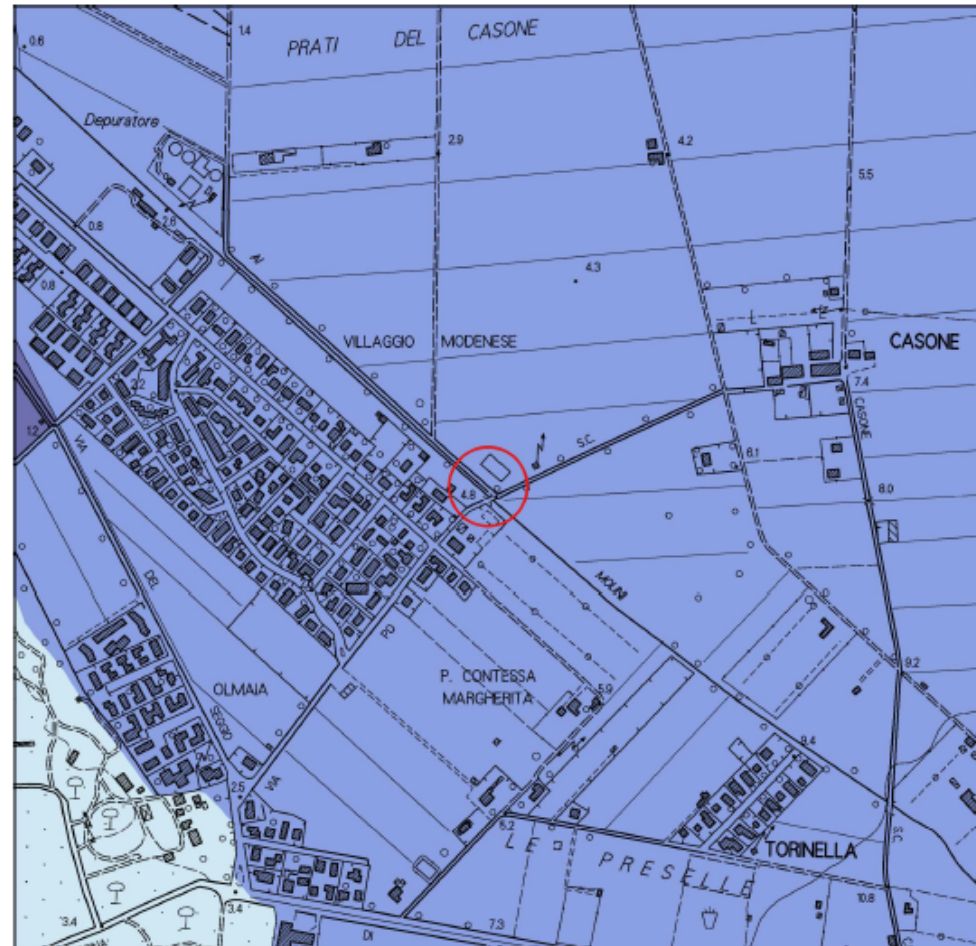 PRATI DEL CASONE
1.4
0.6
Depuratore
2.9
4.2
5.5
0.8
2.6
AI
4.3
0.8
VILLAGGIO MODENESE
L E
CASONE
7.4
2.2
CASONE
S.C.
1.2
VIA
6.1
4.8
8.0
DEL
MOLINI
PO
9.2
P. CONTESSA
MARGHERITA
5.9
OLMAIA
SEGGIO
9.4
2.5
VIA
6.2
S.C.
LE PRESELLE
TORINELLA
3.4
3.4
7.3
10.8
DI